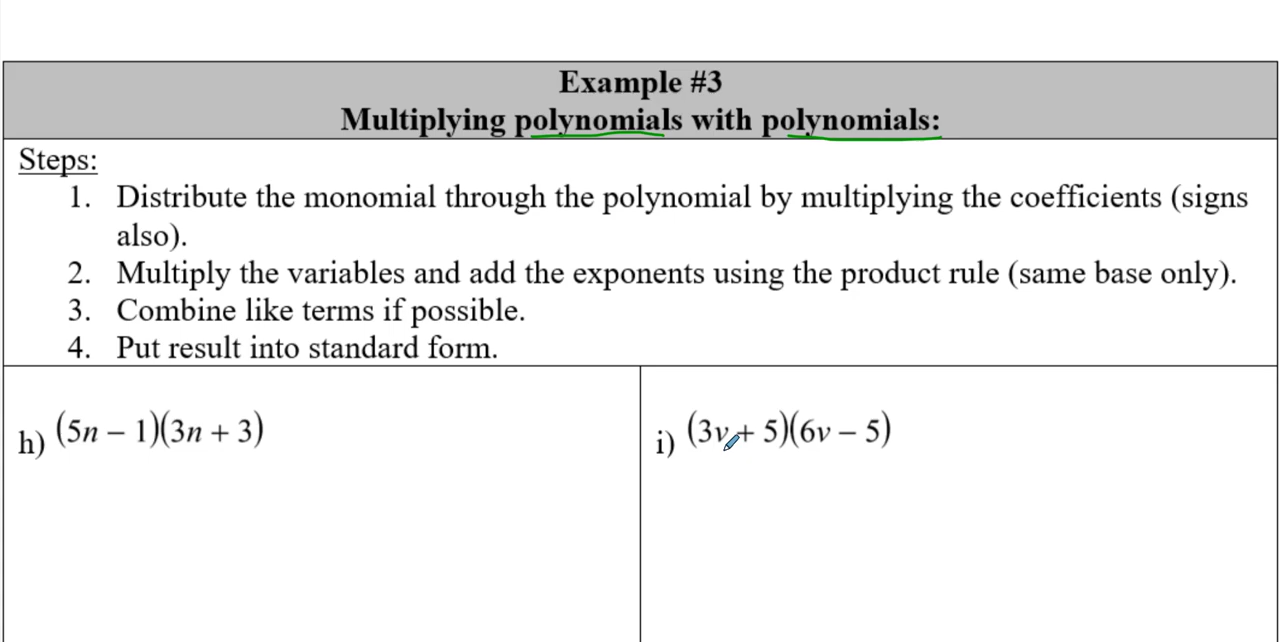 Example #3
Multiplying polynomials with polynomials:
Steps:
1. Distribute the monomial through the polynomial by multiplying the coefficients (signs
also).
2. Multiply the variables and add the exponents using the product rule (same base only).
3. Combine like terms if possible.
4. Put result into standard form.
h) (5n − 1)(3n + 3)
i) (3v + 5)(6v − 5)